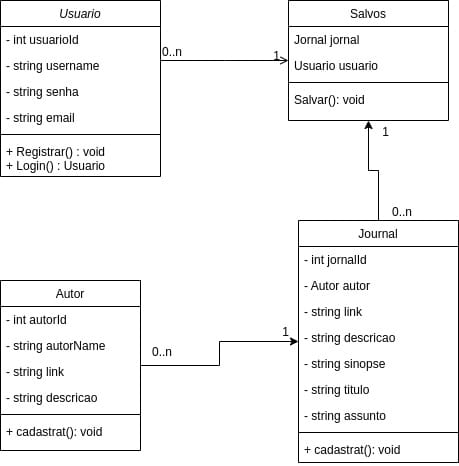 Usuario
- int usuarioId
- string username
- string senha
- string email
+ Registrar() : void
+ Login() : Usuario
0..n
1
Salvos
Jornal jornal
Usuario usuario
Salvar(): void
1
0..n
Journal
- int jornalId
- Autor autor
- string link
- string descricao
- string sinopse
- string titulo
- string assunto
+ cadastrat(): void
Autor
- int autorId
- string autorName
- string link
- string descricao
+ cadastrat(): void
0..n
1